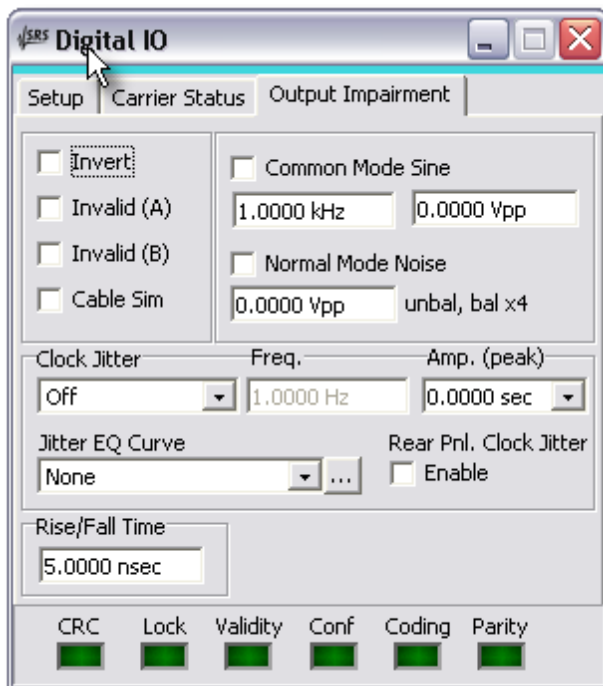 SRS Digital IO
Setup Carrier Status Output Impairment
Invert
Invalid (A)
Invalid (B)
Cable Sim
Common Mode Sine
1.0000 kHz 0.0000 Vpp
Normal Mode Noise
0.0000 Vpp unbal, bal x4
Clock Jitter Freq. Amp. (peak)
Off 1.0000 Hz 0.0000 sec
Jitter EQ Curve Rear Pnl. Clock Jitter
None ... Enable
Rise/Fall Time
5.0000 nsec
CRC Lock Validity Conf Coding Parity